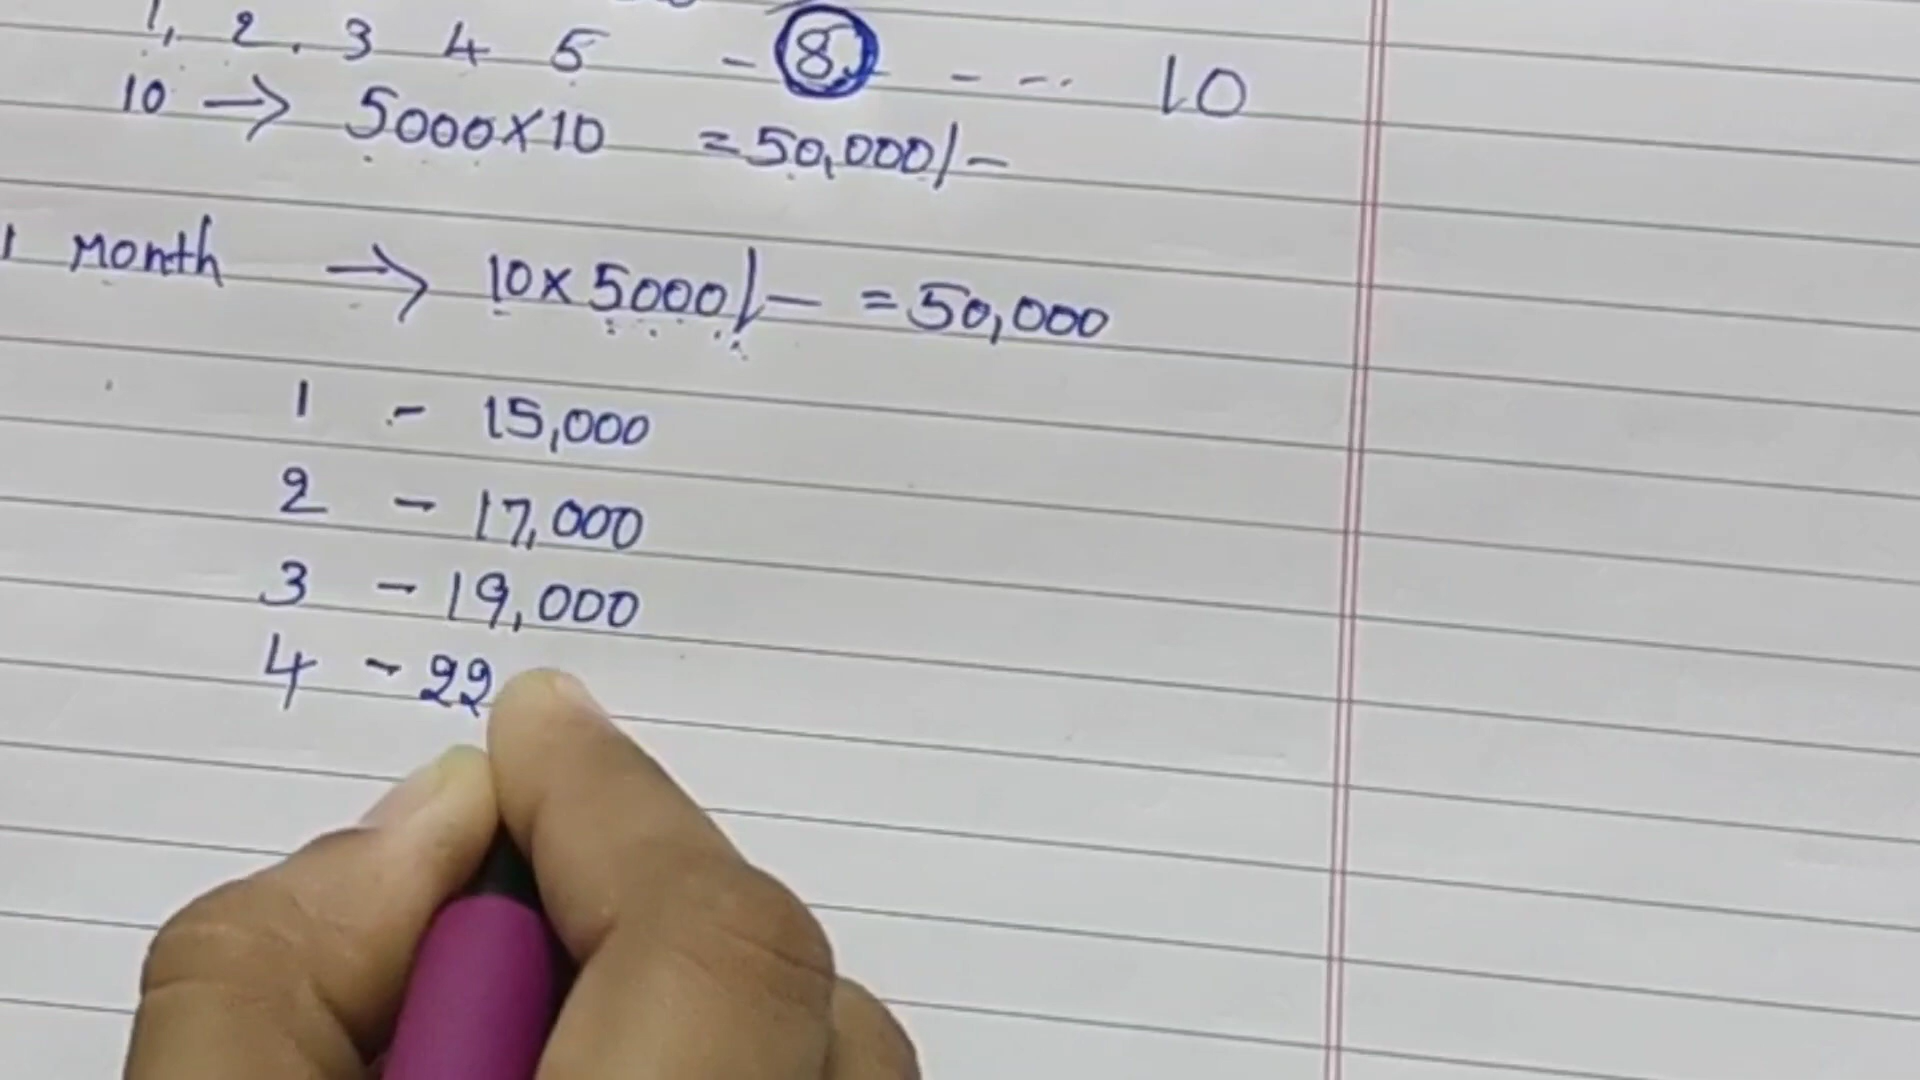 1, 2. 3 4 5 - 8 - -- 10
10 → 5000×10 = 50,000/-
1 Month → 10×5000/- = 50,000
1 - 15,000
2 - 17,000
3 - 19,000
4 - 22